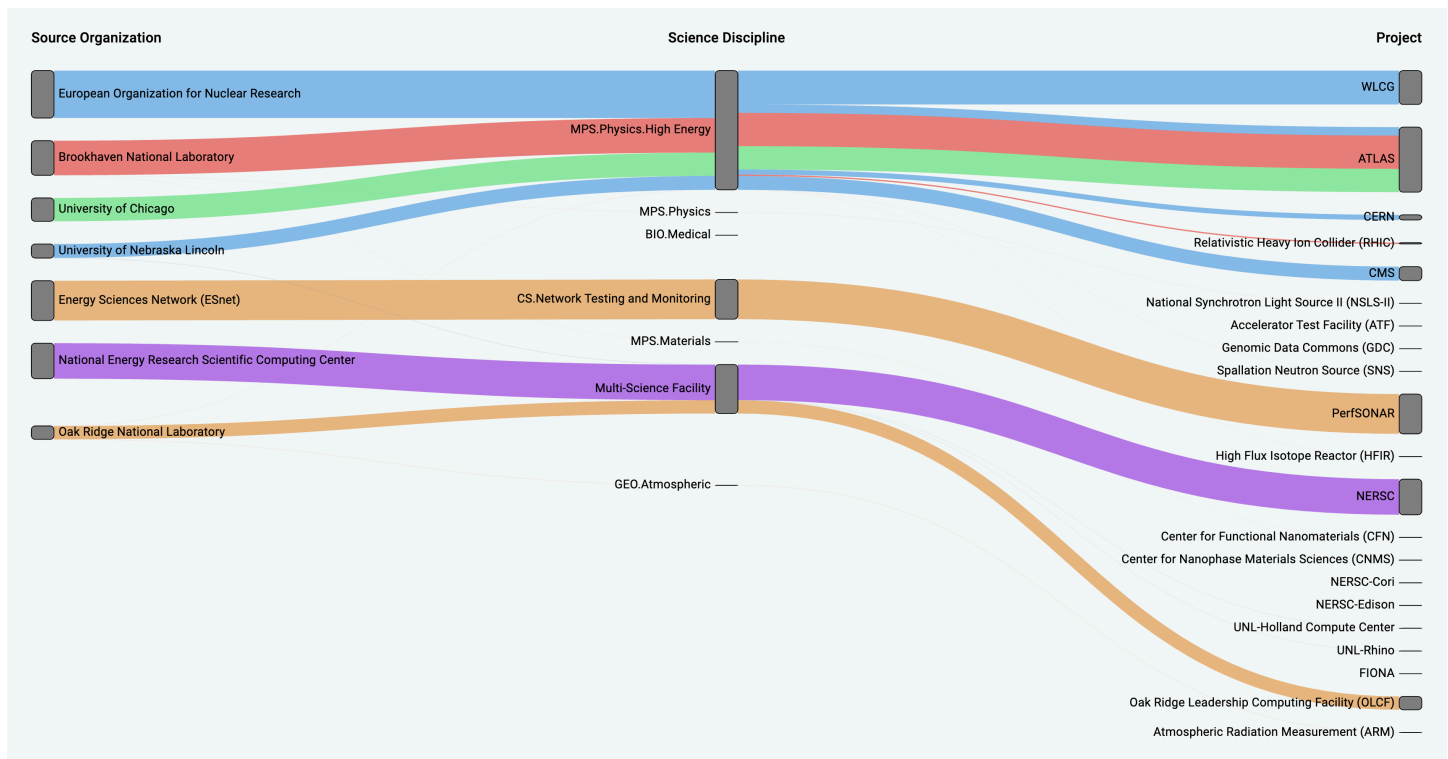 Source Organization
Science Discipline
Project
European Organization for Nuclear Research
Brookhaven National Laboratory
University of Chicago
University of Nebraska Lincoln
Energy Sciences Network (ESnet)
National Energy Research Scientific Computing Center
Oak Ridge National Laboratory
MPS.Physics.High Energy
MPS.Physics
BIO.Medical
CS.Network Testing and Monitoring
MPS.Materials
Multi-Science Facility
GEO.Atmospheric
WLCG
ATLAS
CERN
Relativistic Heavy Ion Collider (RHIC)
CMS
National Synchrotron Light Source II (NSLS-II)
Accelerator Test Facility (ATF)
Genomic Data Commons (GDC)
Spallation Neutron Source (SNS)
PerfSONAR
High Flux Isotope Reactor (HFIR)
NERSC
Center for Functional Nanomaterials (CFN)
Center for Nanophase Materials Sciences (CNMS)
NERSC-Cori
NERSC-Edison
UNL-Holland Compute Center
UNL-Rhino
FIONA
Oak Ridge Leadership Computing Facility (OLCF)
Atmospheric Radiation Measurement (ARM)